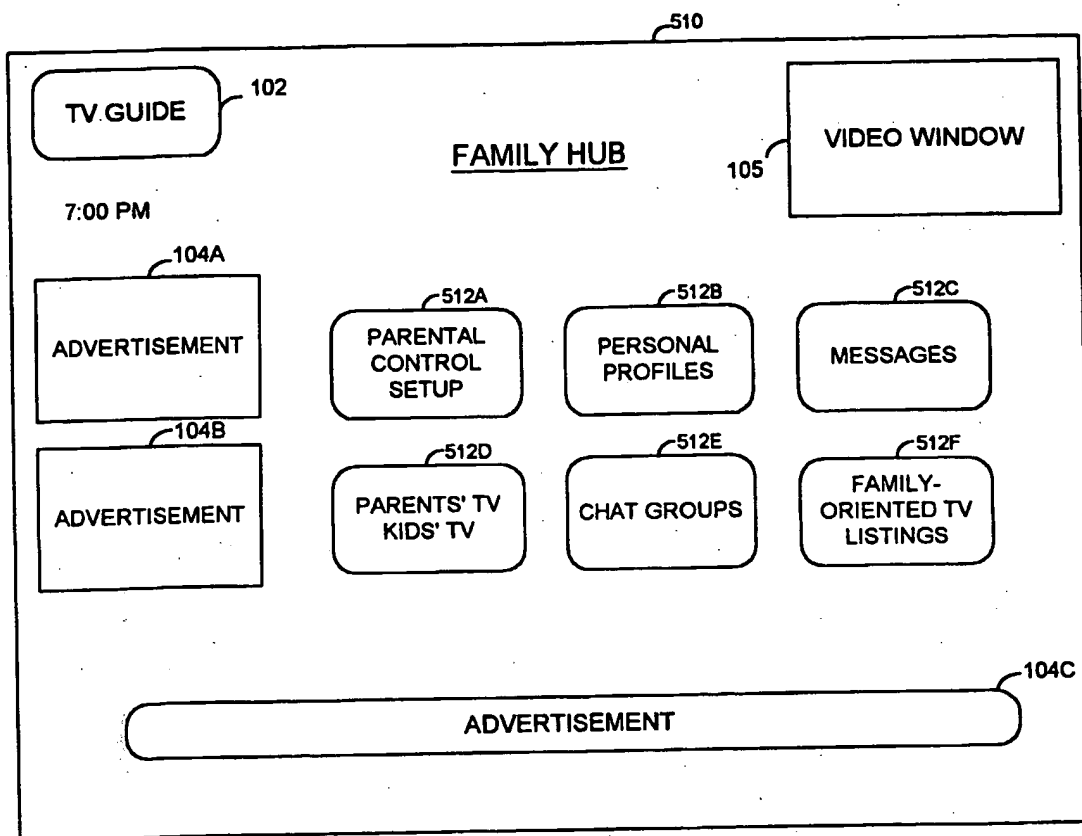 510
TV GUIDE
102
FAMILY HUB
VIDEO WINDOW
105
7:00 PM
104A
ADVERTISEMENT
512A
PARENTAL
CONTROL
SETUP
512B
PERSONAL
PROFILES
512C
MESSAGES
104B
ADVERTISEMENT
512D
PARENTS' TV
KIDS' TV
512E
CHAT GROUPS
512F
FAMILY-
ORIENTED TV
LISTINGS
104C
ADVERTISEMENT